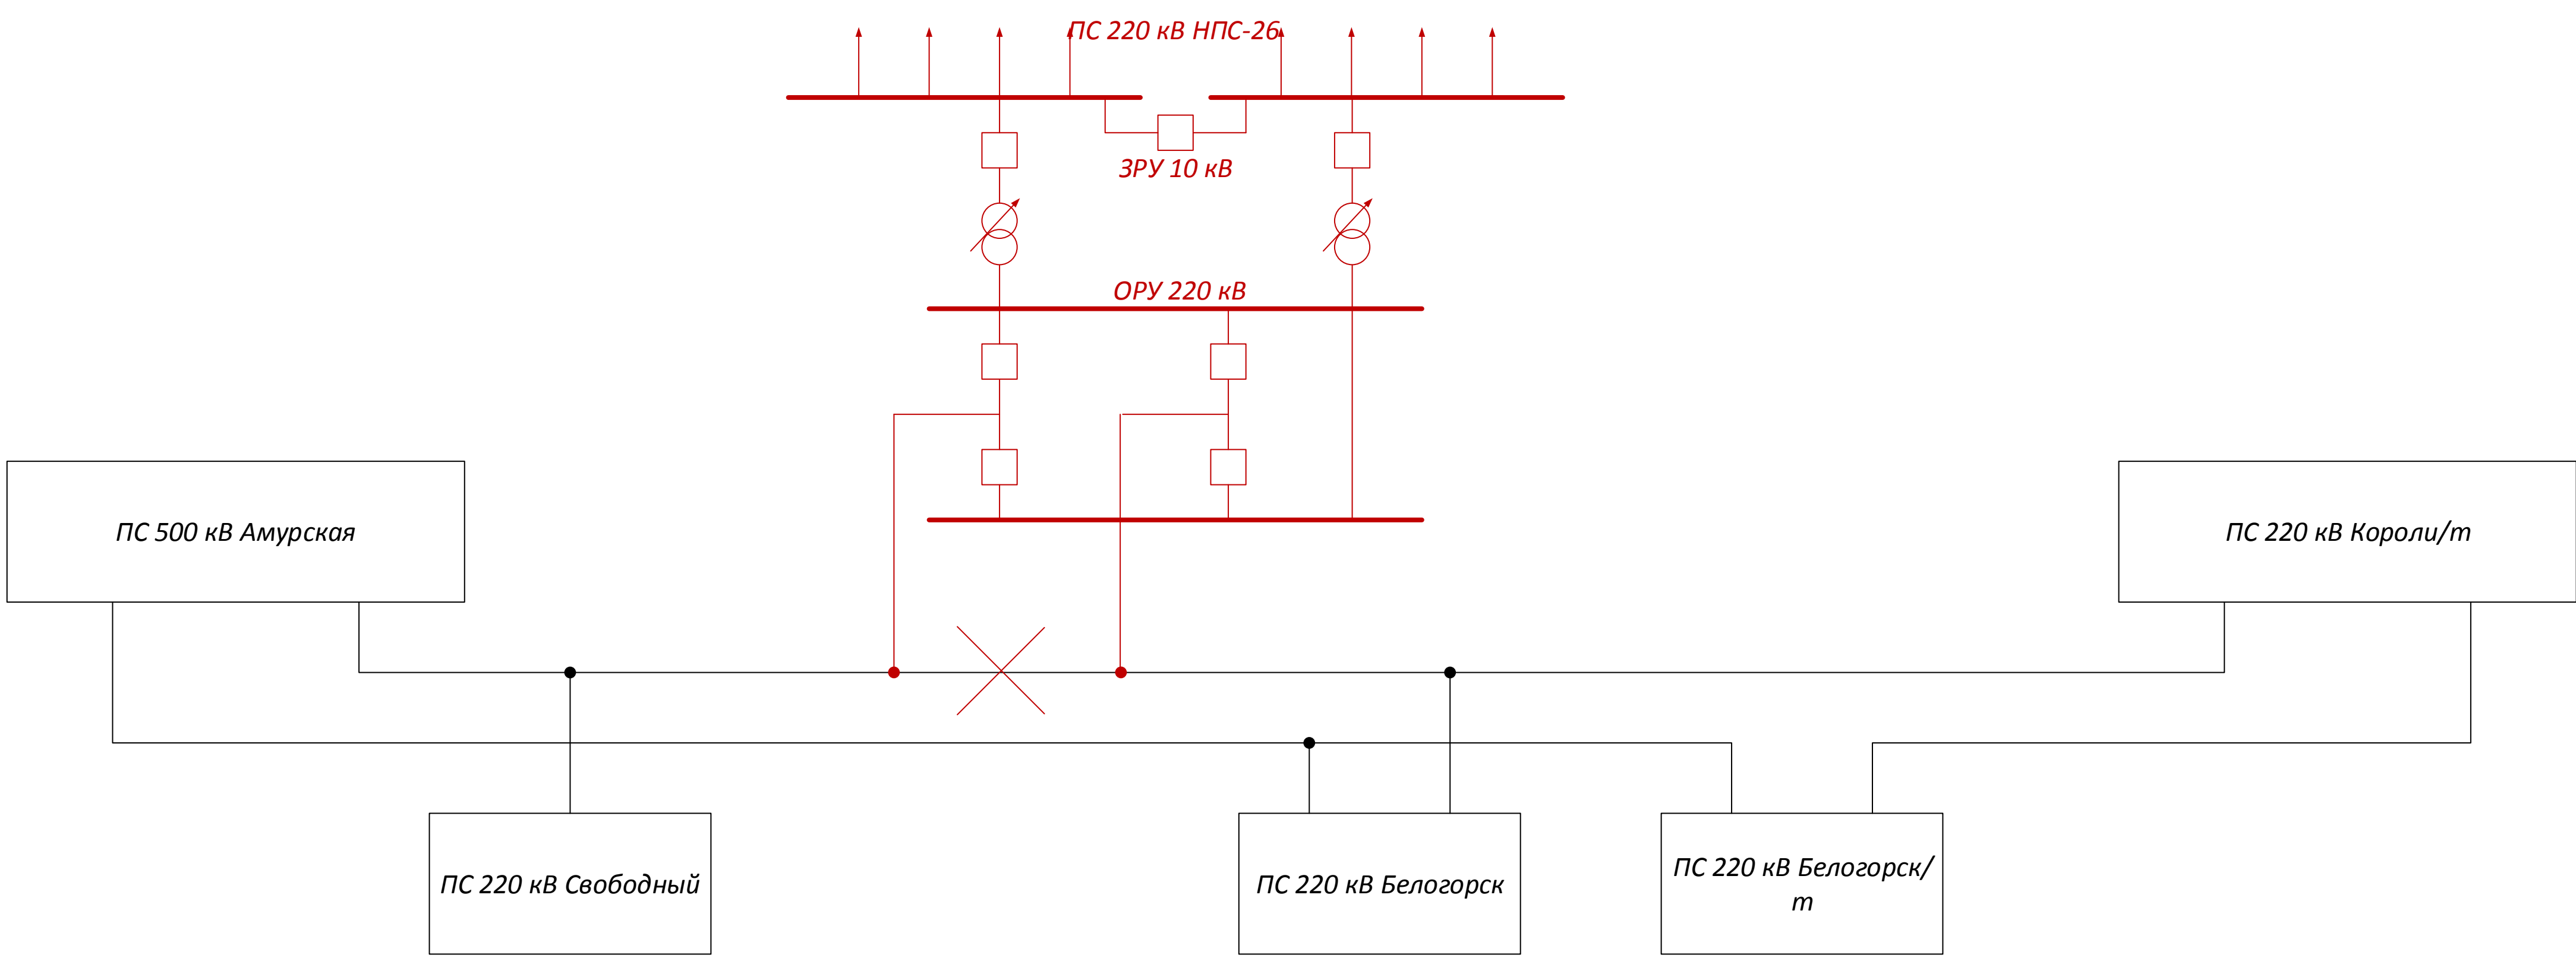 ПС 220 кВ НПС-26
ЗРУ 10 кВ
ОРУ 220 кВ
ПС 500 кВ Амурская
ПС 220 кВ Короли/т
ПС 220 кВ Свободный
ПС 220 кВ Белогорск
ПС 220 кВ Белогорск/
т